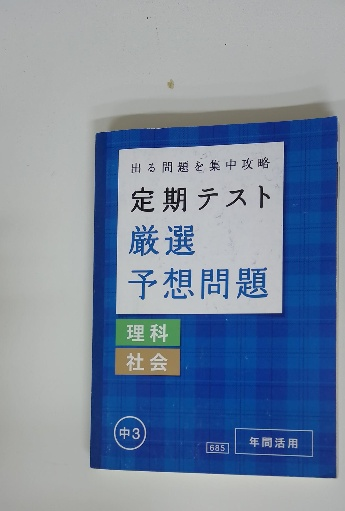 出る問題を集中攻略
定期テスト
厳選
予想問題
理科
社会
中3
685
年間活用